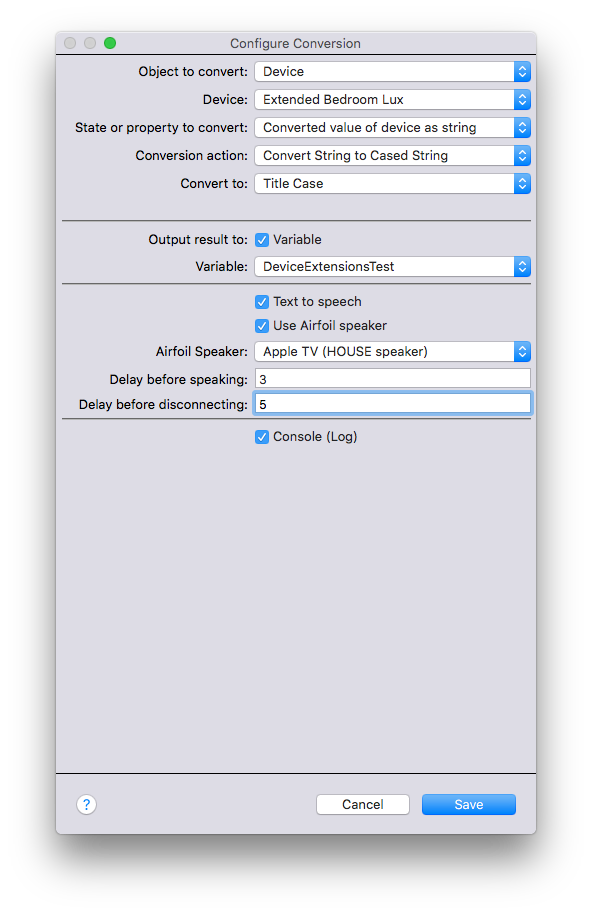 Configure Conversion
Object to convert: Device
Device: Extended Bedroom Lux
State or property to convert: Converted value of device as string
Conversion action: Convert String to Cased String
Convert to: Title Case
Output result to: Variable
Variable: DeviceExtensionsTest
Text to speech
Use Airfoil speaker
Airfoil Speaker: Apple TV (HOUSE speaker)
Delay before speaking: 3
Delay before disconnecting: 5
Console (Log)
? Cancel Save